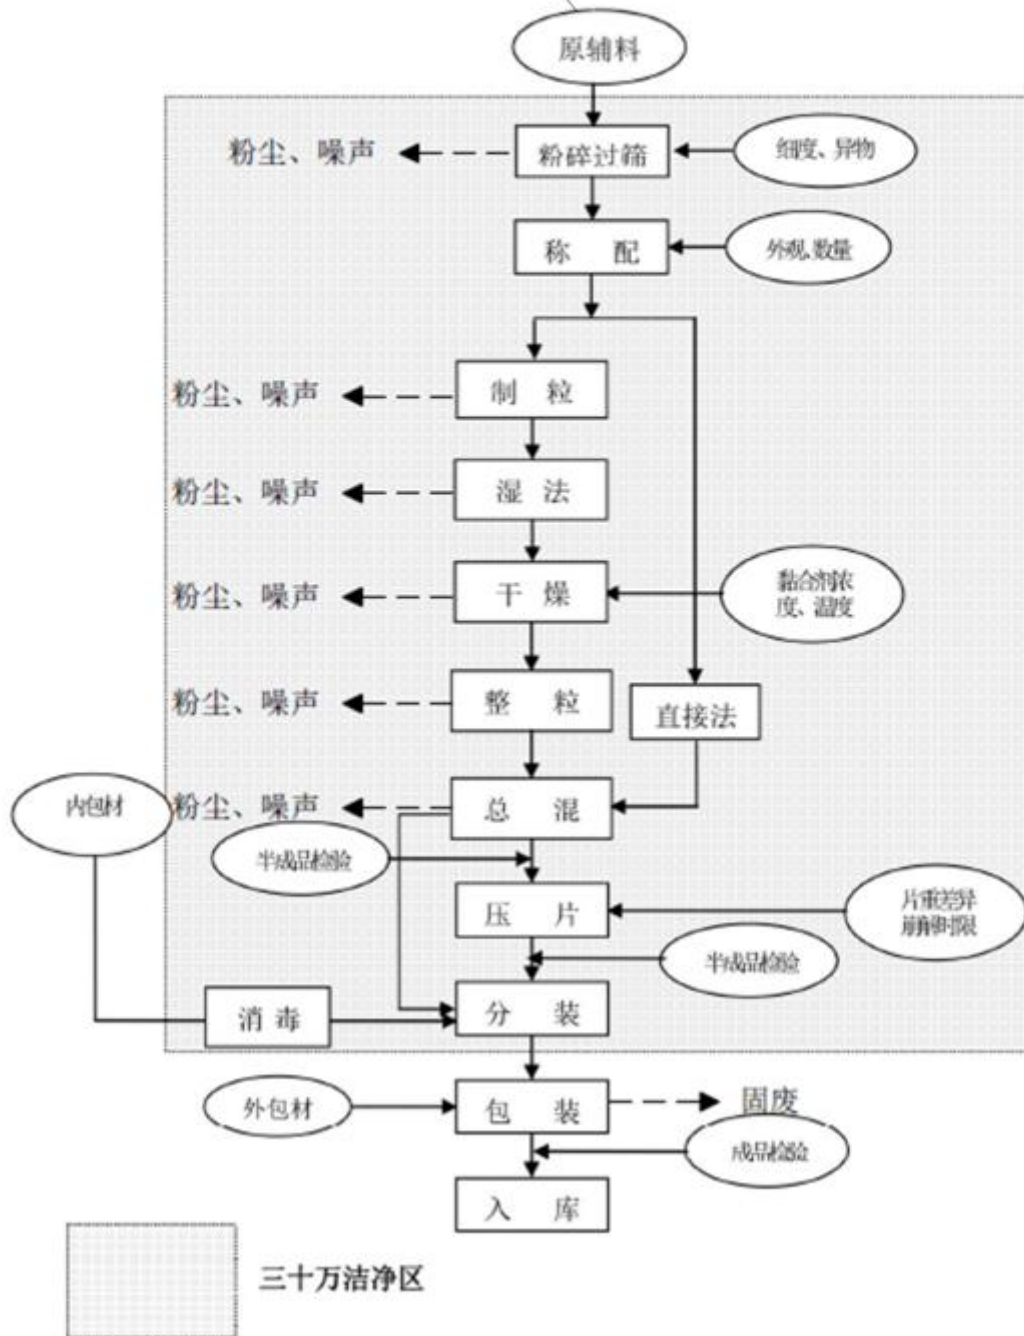 原辅料
粉尘、噪声
粉碎过筛
细度、异物
称 配
外观、数量
粉尘、噪声
制 粒
粉尘、噪声
湿 法
粉尘、噪声
干 燥
黏合剂浓
度、温度
粉尘、噪声
整 粒
直接法
内包材
粉尘、噪声
总 混
半成品检验
压 片
片重差异
崩解时限
半成品检验
消 毒
分 装
外包材
包 装
固废
成品检验
入 库
三十万洁净区